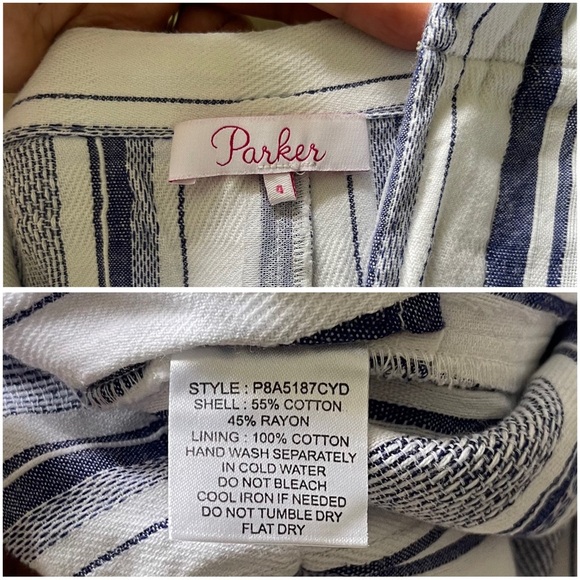 Parker
STYLE : P8A5187CYD
SHELL : 55% COTTON
45% RAYON
LINING : 100% COTTON
HAND WASH SEPARATELY
IN COLD WATER
DO NOT BLEACH
COOL IRON IF NEEDED
DO NOT TUMBLE DRY
FLAT DRY